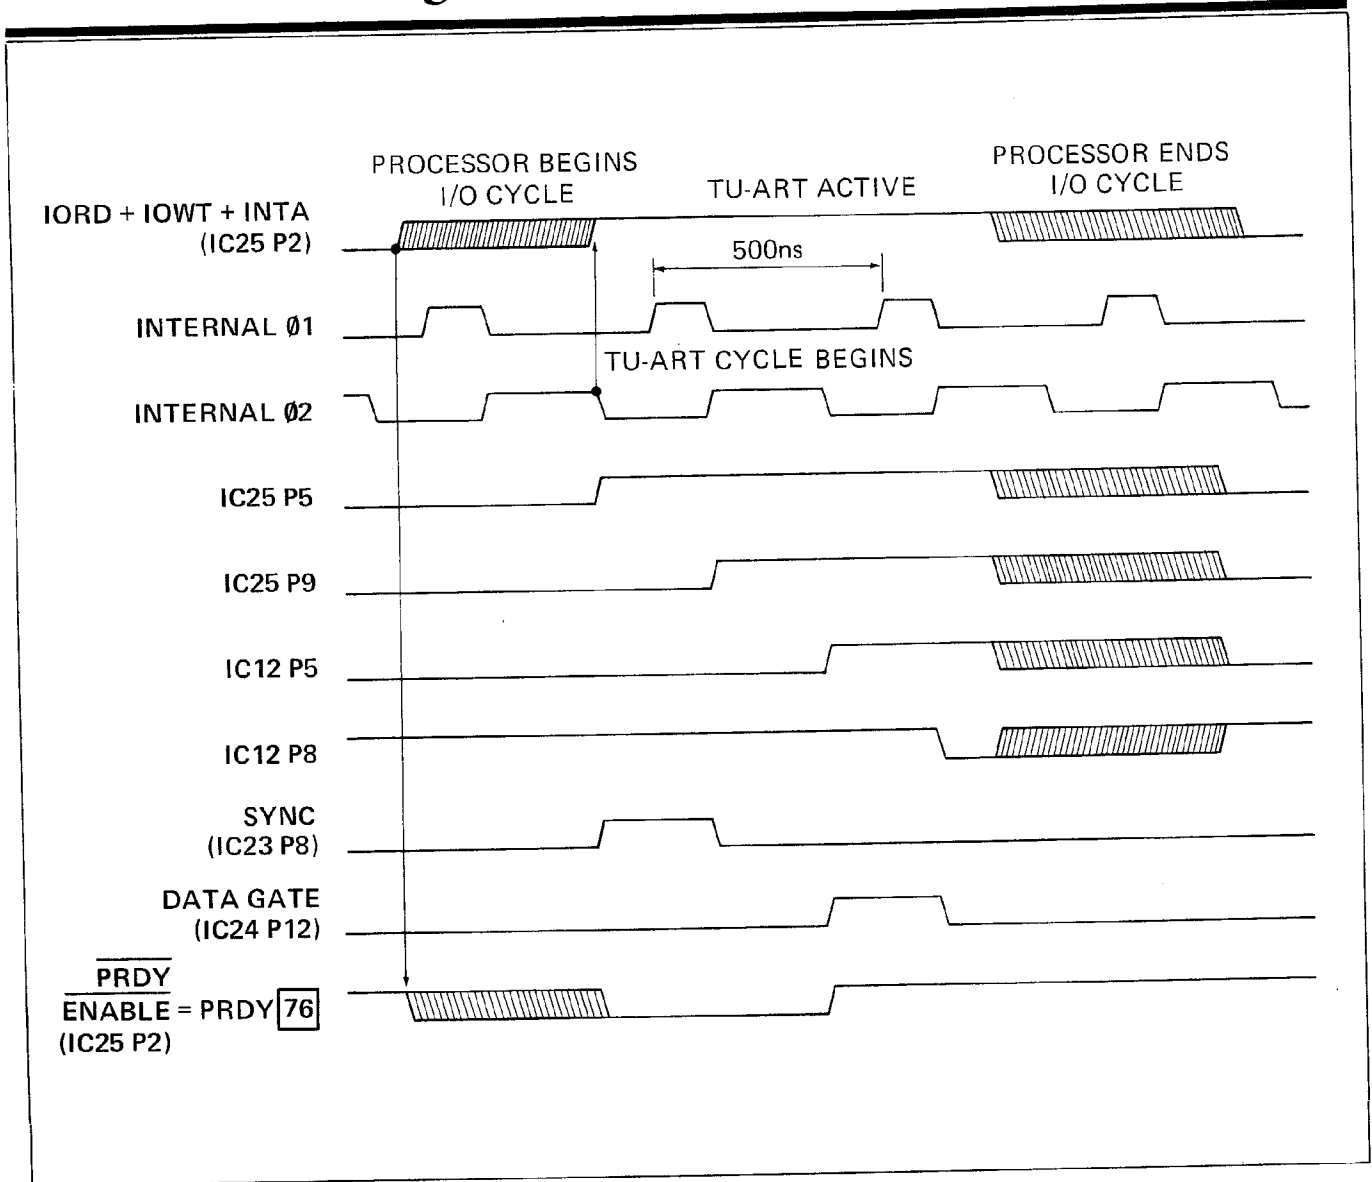 PROCESSOR BEGINS
I/O CYCLE
TU-ART ACTIVE
PROCESSOR ENDS
I/O CYCLE
IORD + IOWT + INTA
(IC25 P2)
500ns
INTERNAL Ø1
TU-ART CYCLE BEGINS
INTERNAL Ø2
IC25 P5
IC25 P9
IC12 P5
IC12 P8
SYNC
(IC23 P8)
DATA GATE
(IC24 P12)
PRDY
ENABLE = PRDY 76
(IC25 P2)